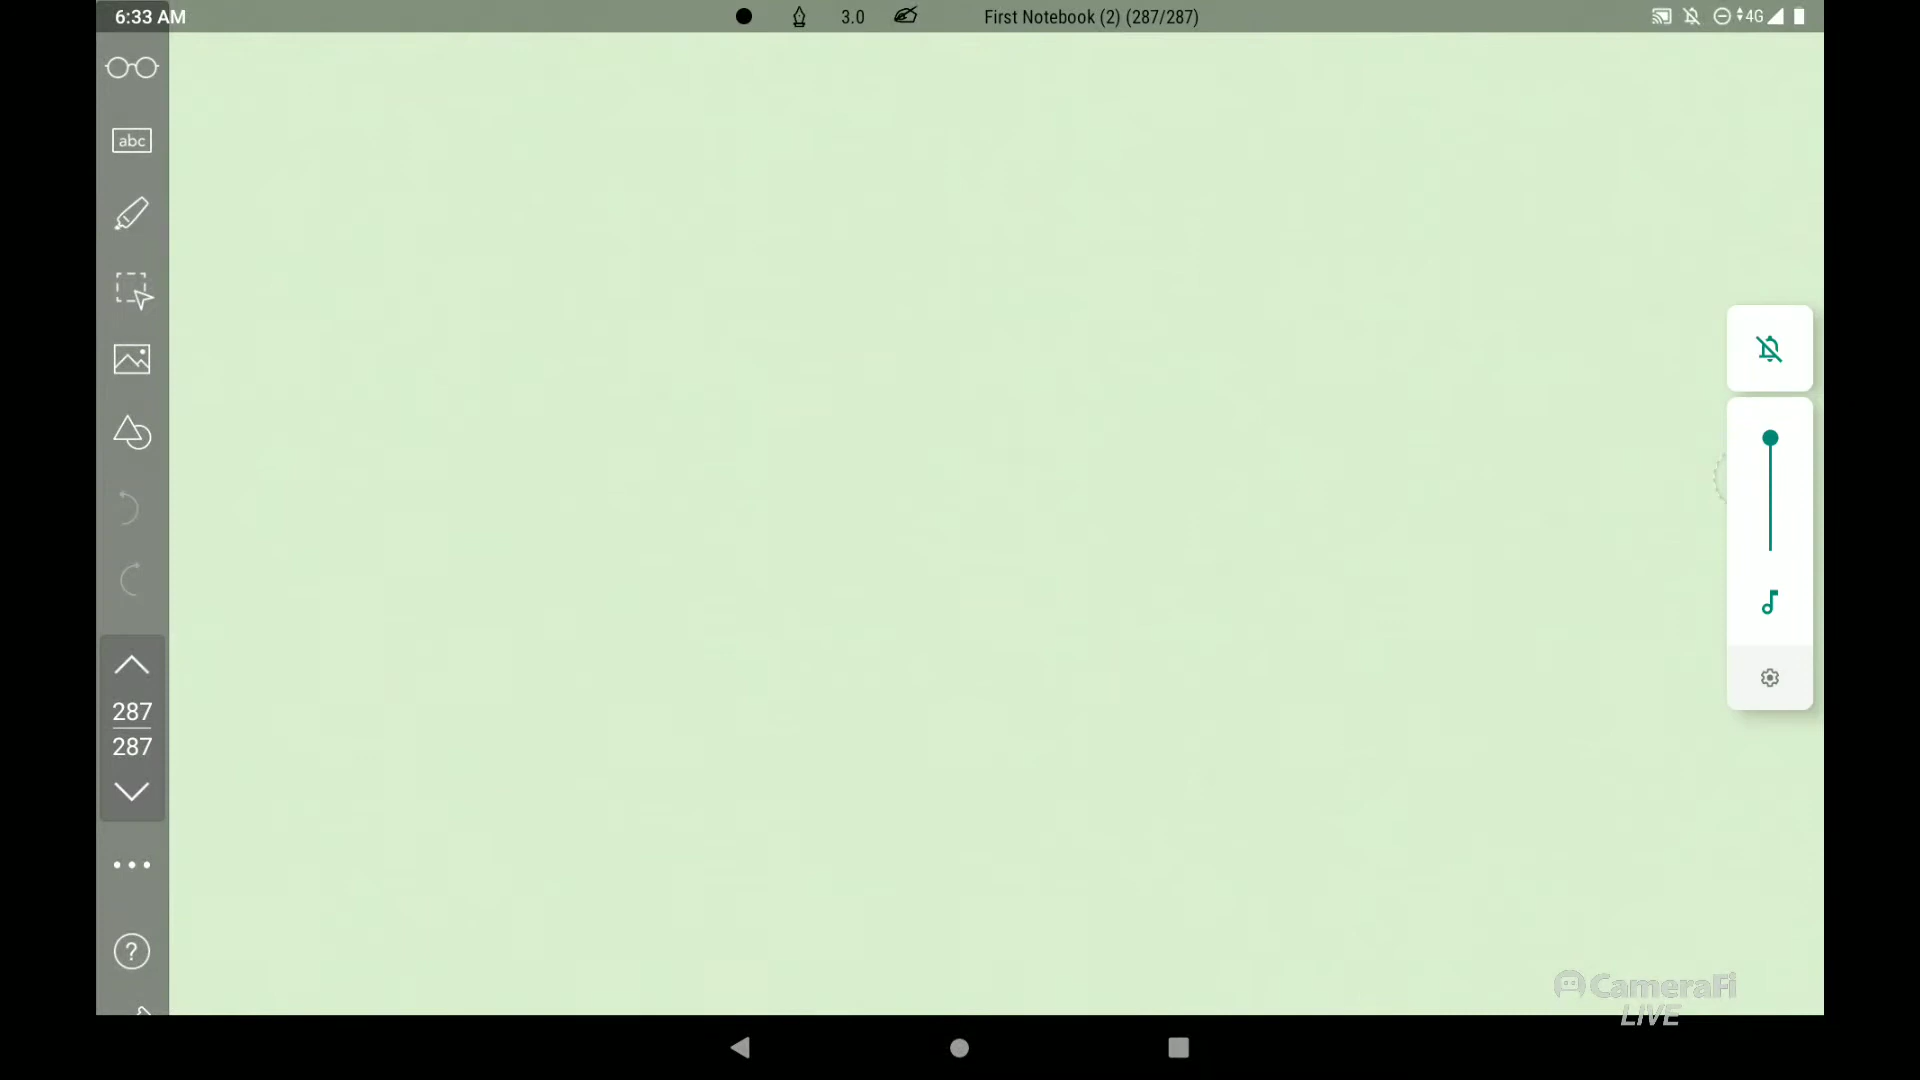 6:33 AM
3.0
First Notebook (2) (287/287)
4G
abc
287
287
?
CameraFi
LIVE